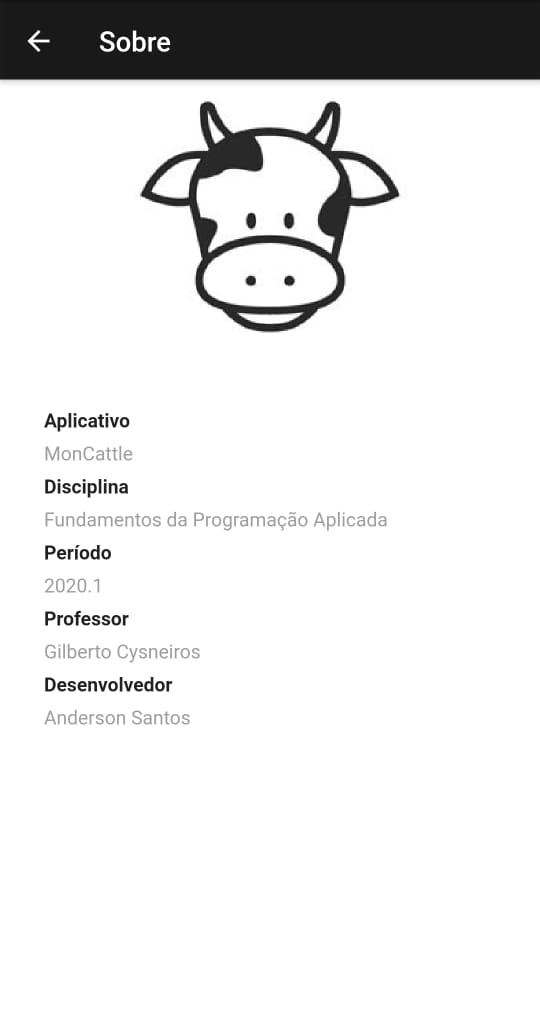 Sobre
Aplicativo
MonCattle
Disciplina
Fundamentos da Programação Aplicada
Período
2020.1
Professor
Gilberto Cysneiros
Desenvolvedor
Anderson Santos